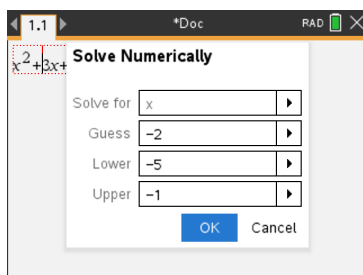 1.1 *Doc RAD
x²+3x+
Solve Numerically
Solve for x
Guess -2
Lower -5
Upper -1
OK Cancel